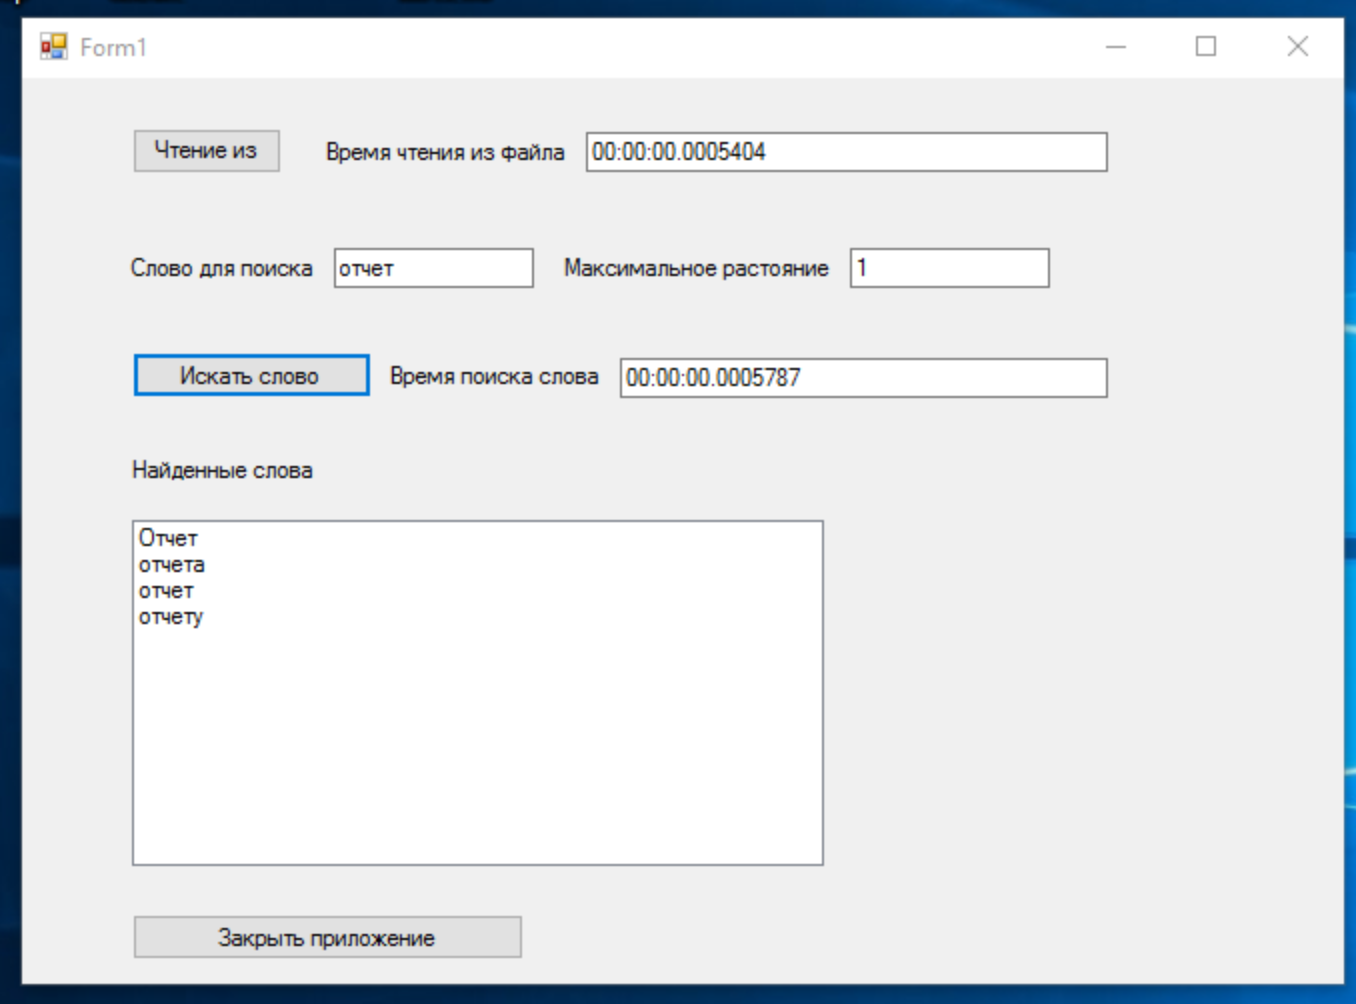 Form1
Чтение из Время чтения из файла 00:00:00.0005404
Слово для поиска отчет Максимальное растояние 1
Искать слово Время поиска слова 00:00:00.0005787
Найденные слова
Отчет
отчета
отчет
отчету
Закрыть приложение